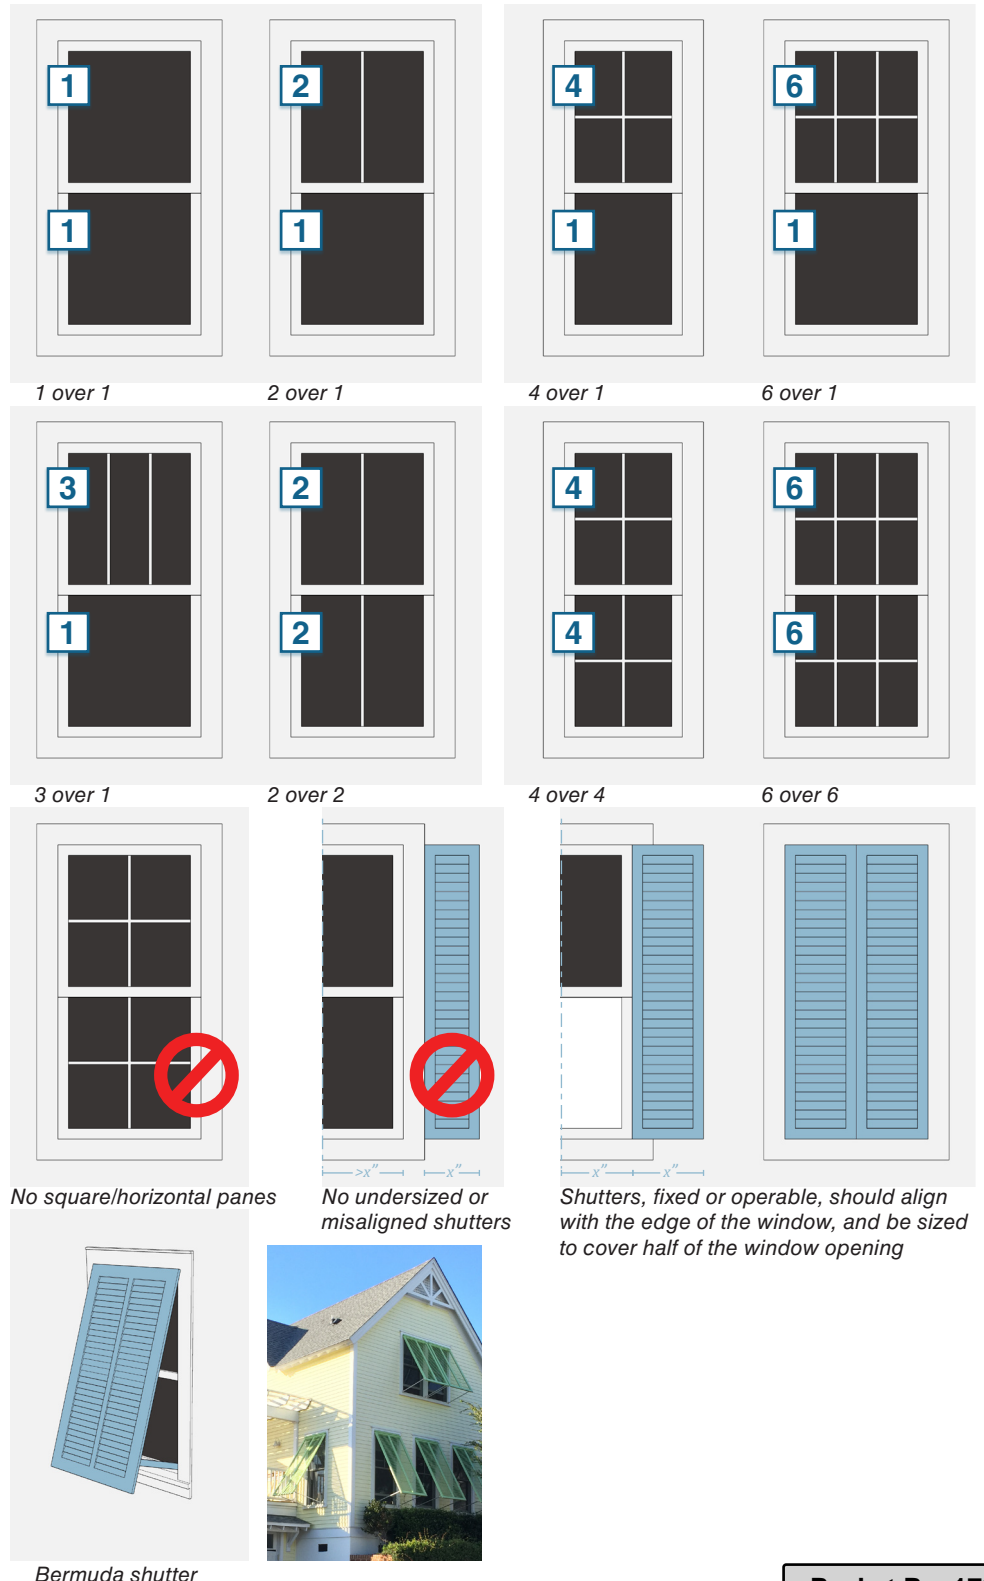 1
2
4
6
1
1
1
1
1 over 1
2 over 1
4 over 1
6 over 1
3
2
4
6
1
2
4
6
3 over 1
2 over 2
4 over 4
6 over 6
>x"
x"
x"
x"
No square/horizontal panes
No undersized or
misaligned shutters
Shutters, fixed or operable, should align
with the edge of the window, and be sized
to cover half of the window opening
Bermuda shutter